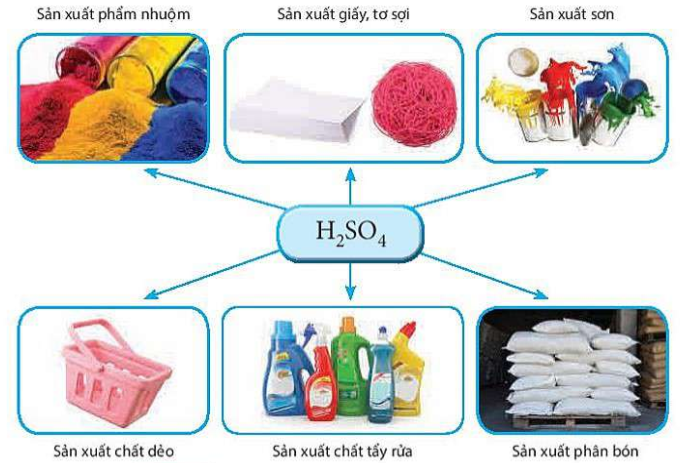 Sản xuất phẩm nhuộm
Sản xuất giấy, tơ sợi
Sản xuất sơn
H₂SO₄
Sản xuất chất dẻo
Sản xuất chất tẩy rửa
Sản xuất phân bón